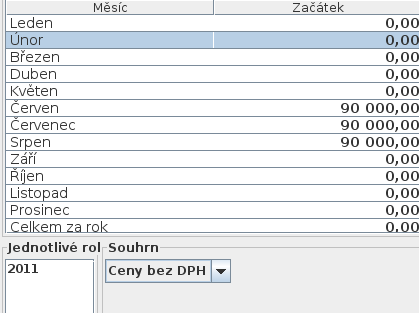 Měsíc Začátek
Leden 0,00
Únor 0,00
Březen 0,00
Duben 0,00
Květen 0,00
Červen 90 000,00
Červenec 90 000,00
Srpen 90 000,00
Září 0,00
Říjen 0,00
Listopad 0,00
Prosinec 0,00
Celkem za rok 0,00
Jednotlivé rol Souhrn
2011 Ceny bez DPH